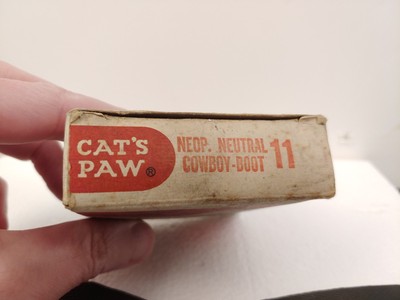 CAT'S
PAW®
NEOP. NEUTRAL
COWBOY-BOOT
11